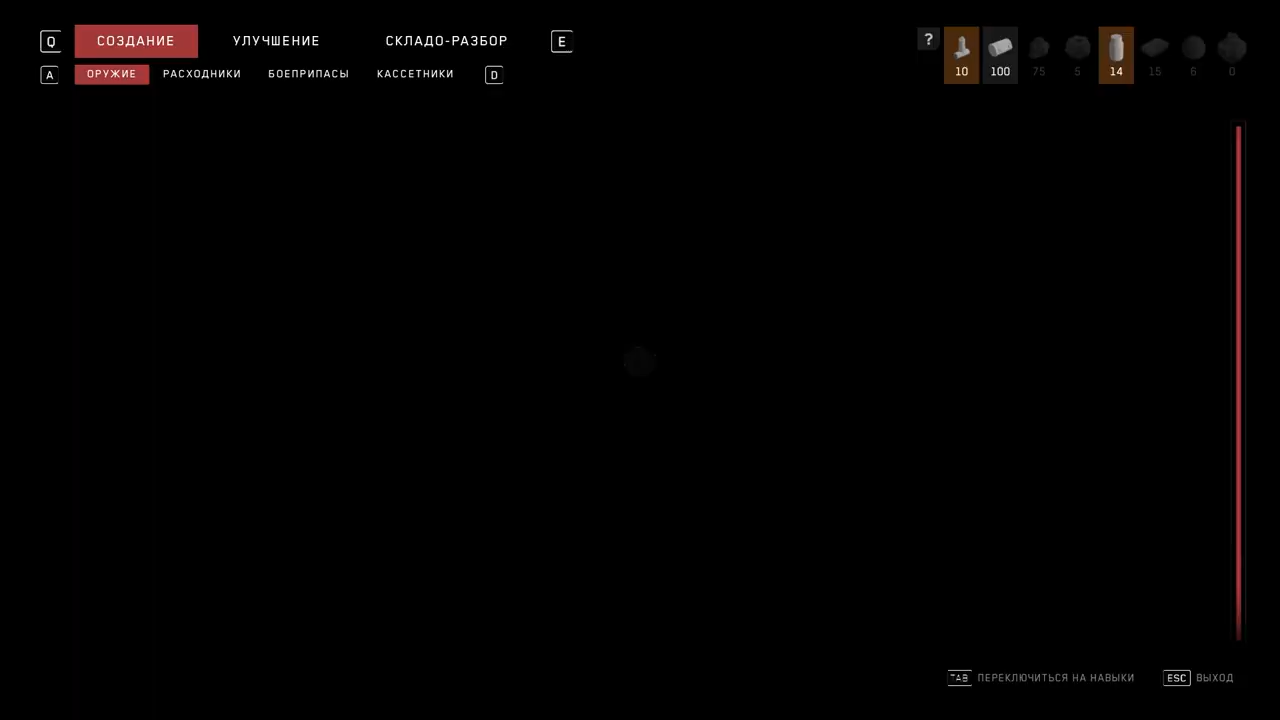 Q СОЗДАНИЕ УЛУЧШЕНИЕ СКЛАДО-РАЗБОР E
A ОРУЖИЕ РАСХОДНИКИ БОЕПРИПАСЫ КАССЕТНИКИ D
?
10 100 75 5 14 15 6 0
TAB ПЕРЕКЛЮЧИТЬСЯ НА НАВЫКИ ESC ВЫХОД